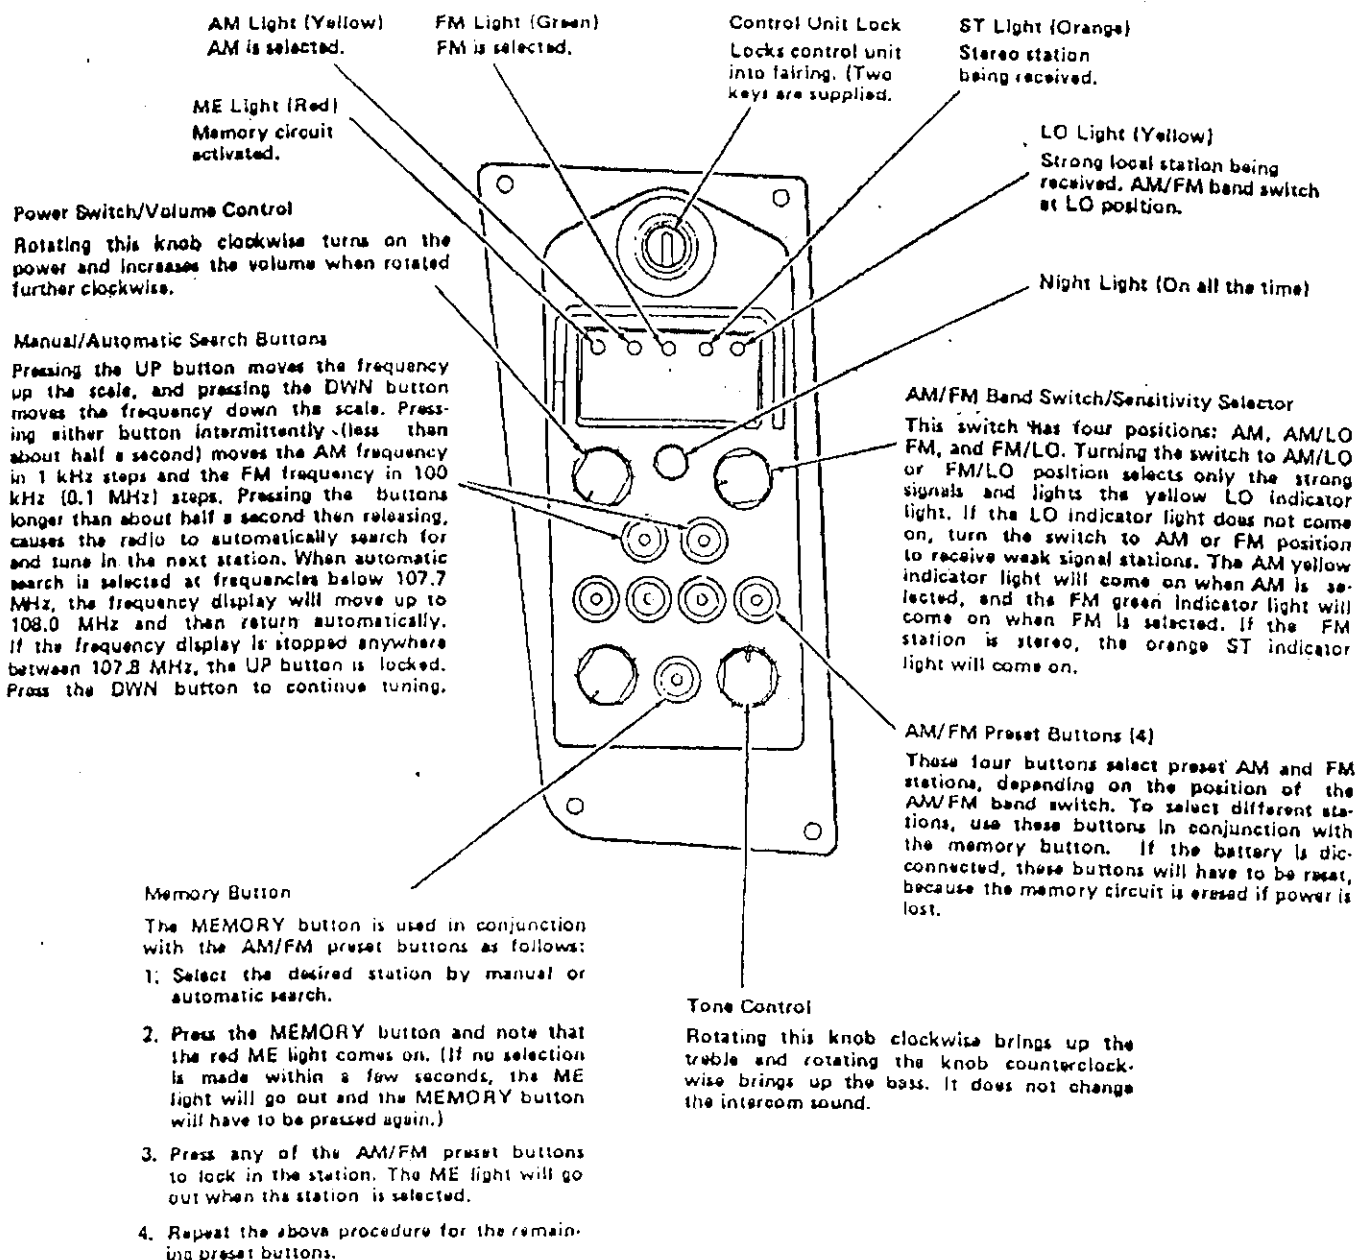 AM Light (Yellow)
AM is selected.
FM Light (Green)
FM is selected.
Control Unit Lock
Locks control unit
into fairing. (Two
keys are supplied.
ST Light (Orange)
Stereo station
being received.
ME Light (Red)
Memory circuit
activated.
LO Light (Yellow)
Strong local station being
received. AM/FM band switch
at LO position.
Power Switch/Volume Control
Rotating this knob clockwise turns on the
power and increases the volume when rotated
further clockwise.
Night Light (On all the time)
Manual/Automatic Search Buttons
Pressing the UP button moves the frequency
up the scale, and pressing the DWN button
moves the frequency down the scale. Press-
ing either button intermittently (less than
about half a second) moves the AM frequency
in 1 kHz steps and the FM frequency in 100
kHz (0.1 MHz) steps. Pressing the buttons
longer than about half a second then releasing,
causes the radio to automatically search for
and tune in the next station. When automatic
search is selected at frequencies below 107.7
MHz, the frequency display will move up to
108.0 MHz and then return automatically.
If the frequency display is stopped anywhere
between 107.8 MHz, the UP button is locked.
Press the DWN button to continue tuning.
AM/FM Band Switch/Sensitivity Selector
This switch has four positions: AM, AM/LO
FM, and FM/LO. Turning the switch to AM/LO
or FM/LO position selects only the strong
signals and lights the yellow LO indicator
light. If the LO indicator light does not come
on, turn the switch to AM or FM position
to receive weak signal stations. The AM yellow
indicator light will come on when AM is se-
lected, and the FM green indicator light will
come on when FM is selected. If the FM
station is stereo, the orange ST indicator
light will come on.
AM/FM Preset Buttons (4)
These four buttons select preset AM and FM
stations, depending on the position of the
AM/FM band switch. To select different sta-
tions, use these buttons in conjunction with
the memory button. If the battery is dic-
connected, these buttons will have to be reset,
because the memory circuit is erased if power is
lost.
Memory Button
The MEMORY button is used in conjunction
with the AM/FM preset buttons as follows:
1. Select the desired station by manual or
automatic search.
2. Press the MEMORY button and note that
the red ME light comes on. (If no selection
is made within a few seconds, the ME
light will go out and the MEMORY button
will have to be pressed again.)
3. Press any of the AM/FM preset buttons
to lock in the station. The ME light will go
out when the station is selected.
4. Repeat the above procedure for the remain-
ing preset buttons.
Tone Control
Rotating this knob clockwise brings up the
treble and rotating the knob counterclock-
wise brings up the bass. It does not change
the intercom sound.